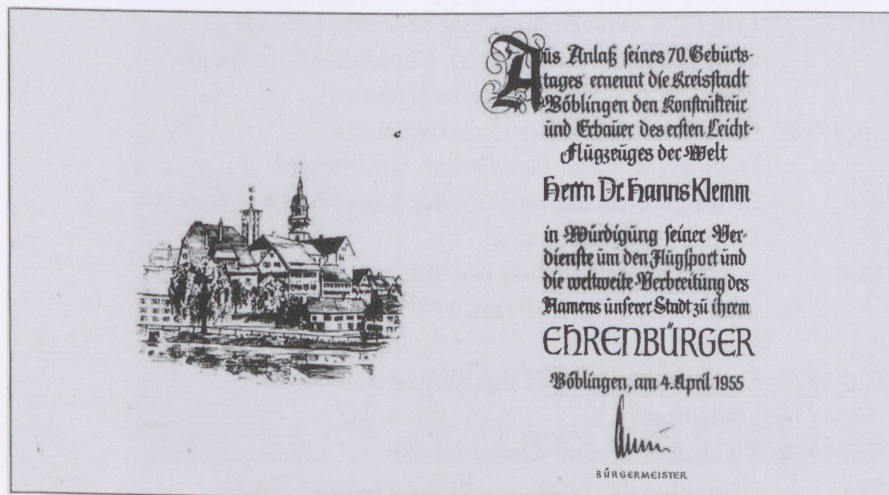 Aus Anlaß seines 70. Geburts-
tages ernennt die Kreisstadt
Böblingen den Konstrukteur
und Erbauer des ersten Leicht-
Flugzeuges der Welt
Herrn Dr. Hanns Klemm
in Würdigung seiner Ver-
dienste um den Flugsport und
die weltweite Verbreitung des
Namens unserer Stadt zu ihrem
EHRENBÜRGER
Böblingen, am 4. April 1955
BÜRGERMEISTER